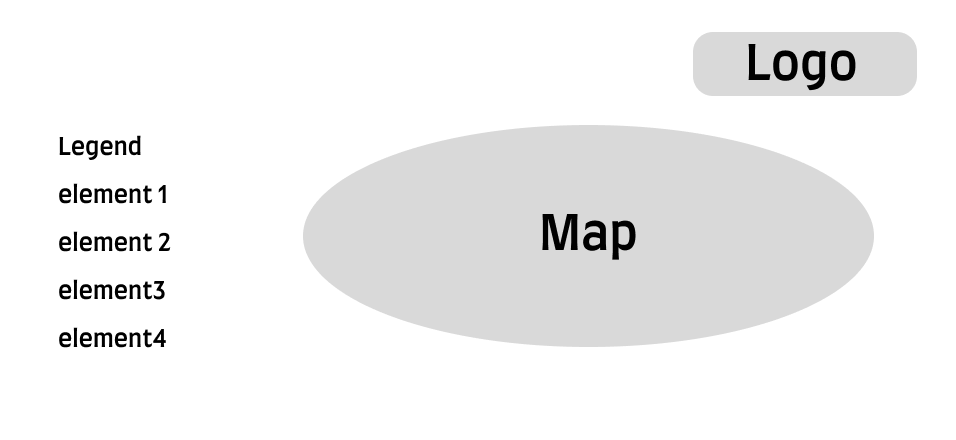 Logo
Legend
element 1
element 2
element3
element4
Map